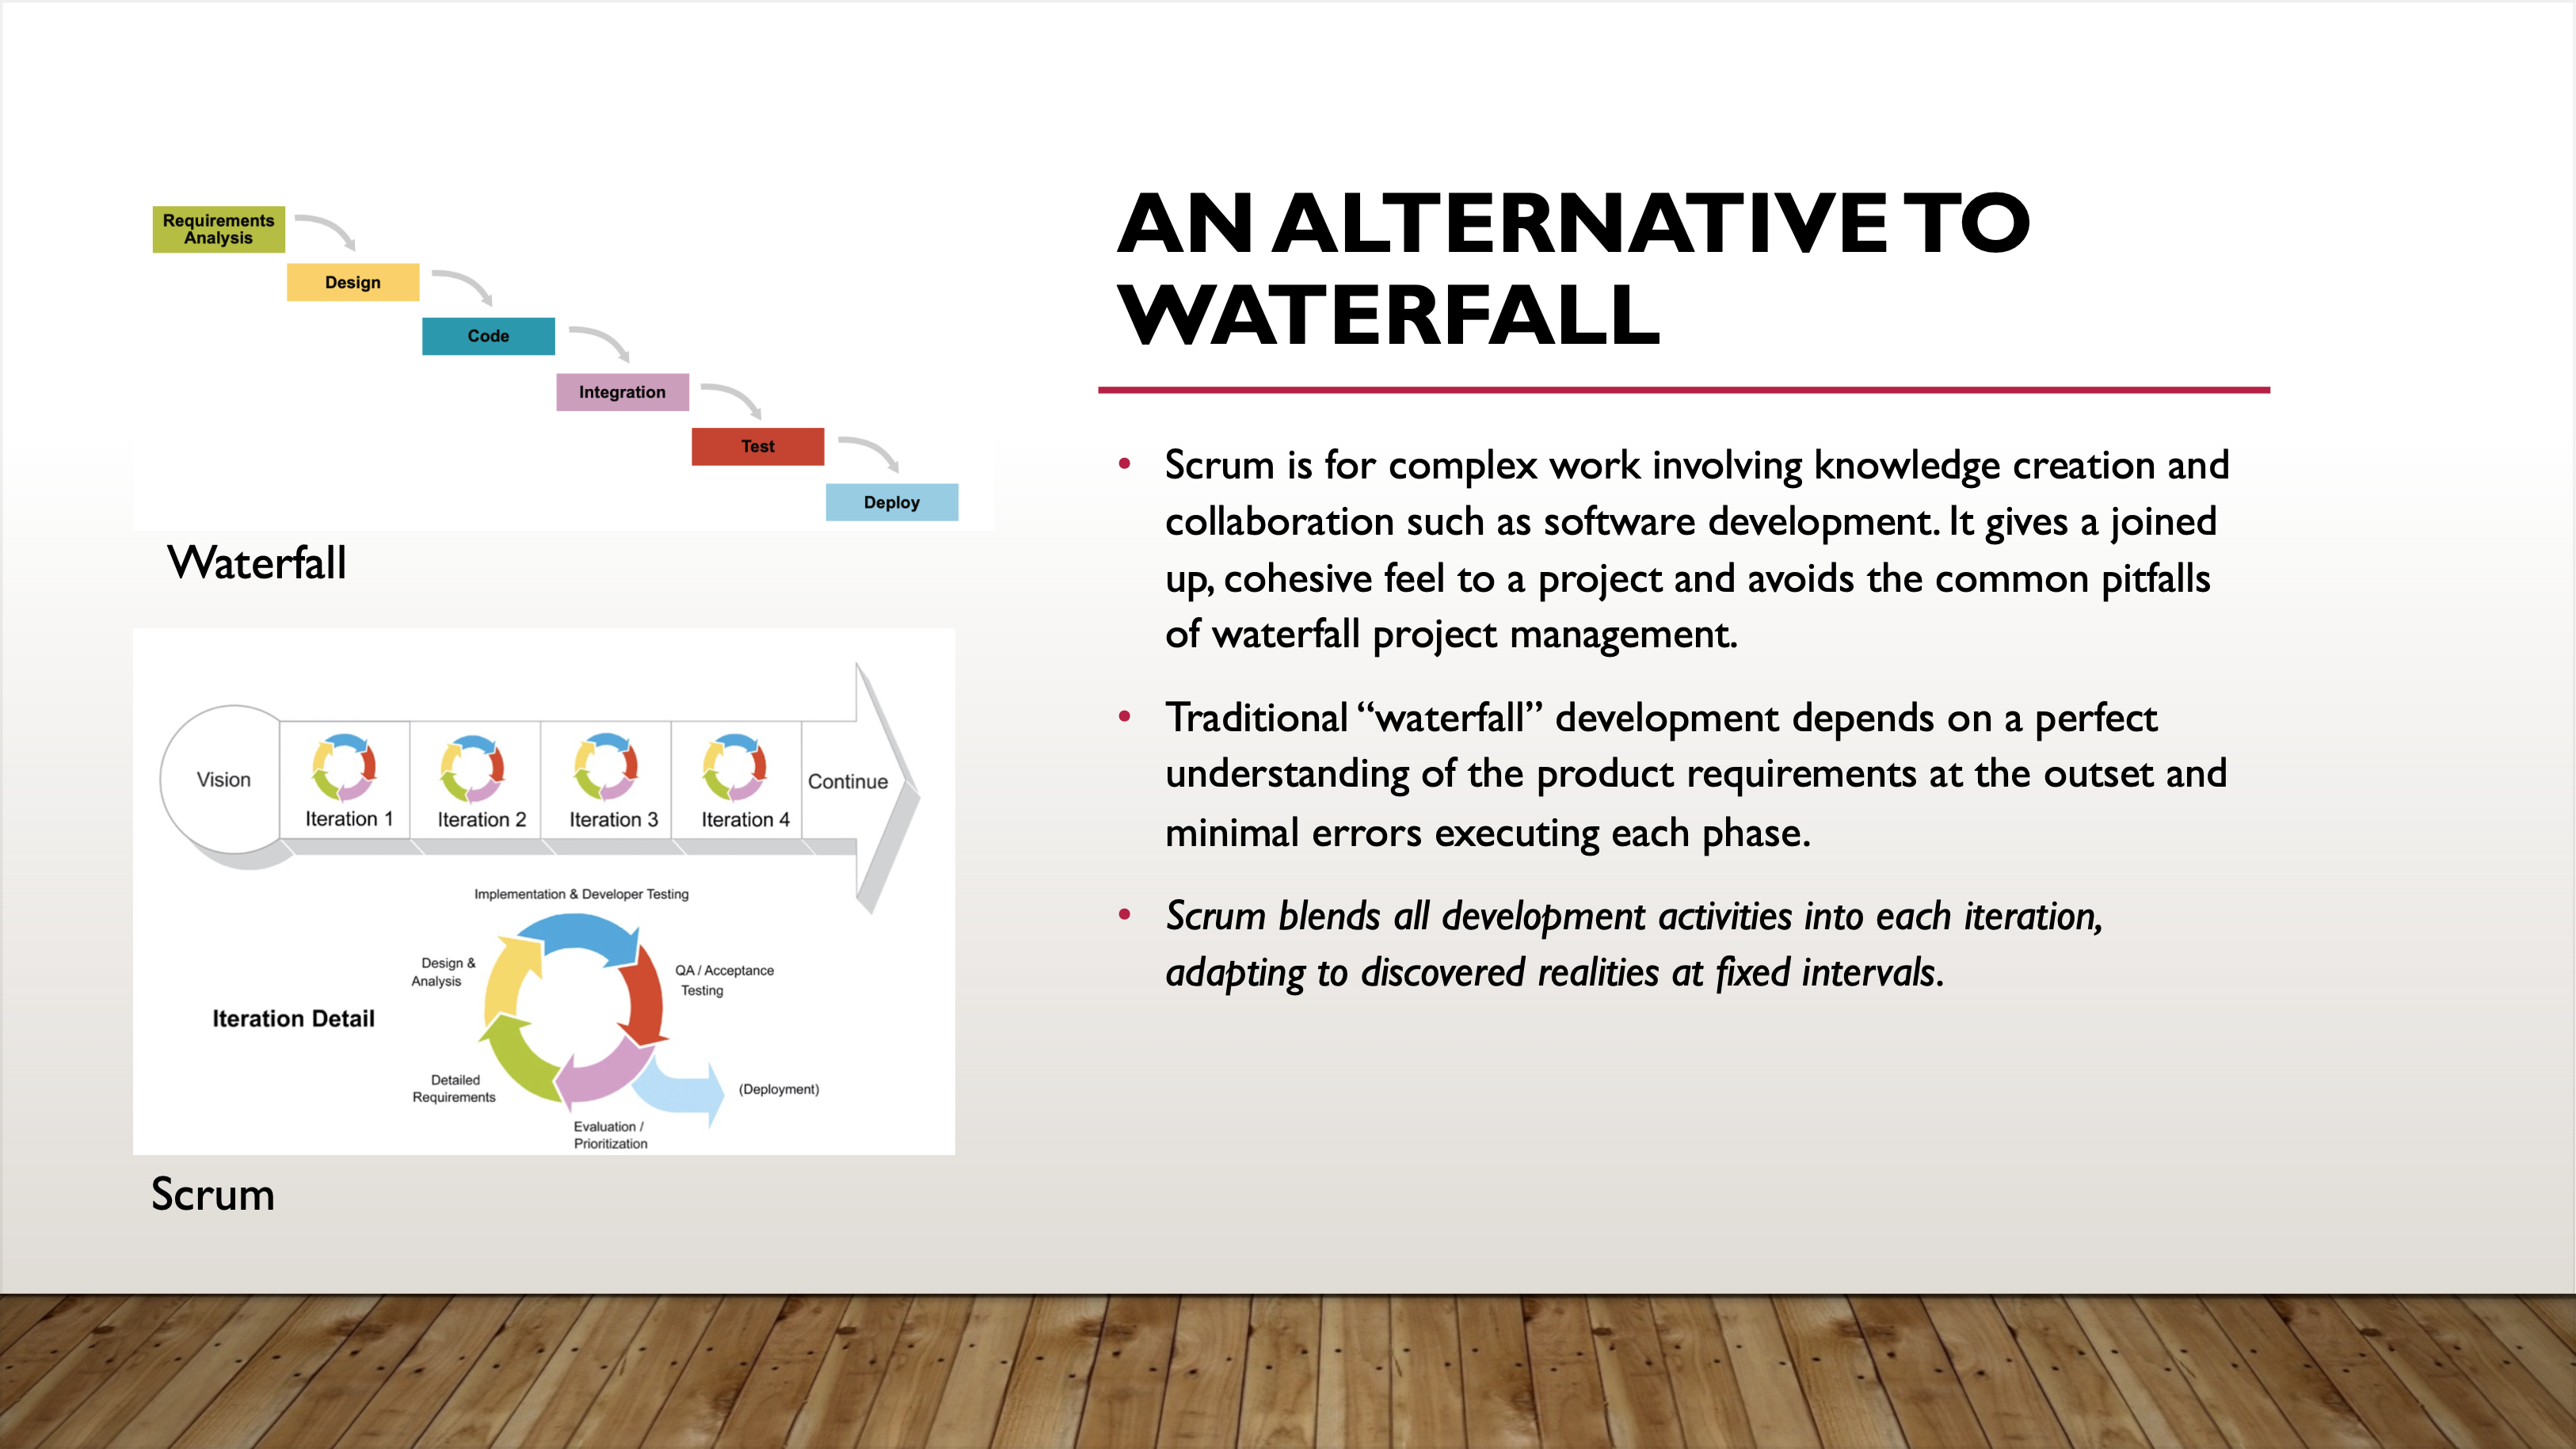 Requirements
Analysis
Design
Code
Integration
Test
Deploy
Waterfall
Vision
Iteration 1
Iteration 2
Iteration 3
Iteration 4
Continue
Implementation & Developer Testing
Design &
Analysis
QA / Acceptance
Testing
Iteration Detail
Detailed
Requirements
(Deployment)
Evaluation /
Prioritization
Scrum
AN ALTERNATIVE TO
WATERFALL
• Scrum is for complex work involving knowledge creation and
collaboration such as software development. It gives a joined
up, cohesive feel to a project and avoids the common pitfalls
of waterfall project management.
• Traditional “waterfall” development depends on a perfect
understanding of the product requirements at the outset and
minimal errors executing each phase.
• Scrum blends all development activities into each iteration,
adapting to discovered realities at fixed intervals.